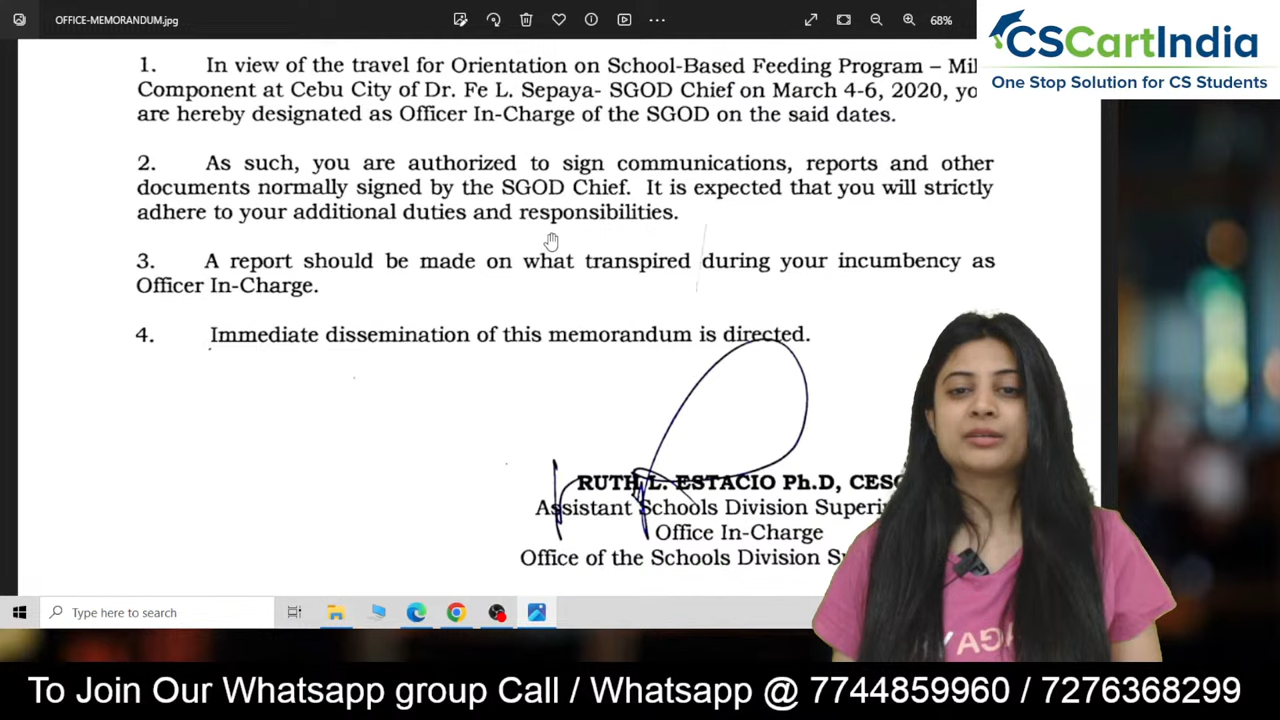 OFFICE-MEMORANDUM.jpg
68%
CSCartIndia
One Stop Solution for CS Students
1. In view of the travel for Orientation on School-Based Feeding Program – Mil
Component at Cebu City of Dr. Fe L. Sepaya- SGOD Chief on March 4-6, 2020, yo
are hereby designated as Officer In-Charge of the SGOD on the said dates.
2. As such, you are authorized to sign communications, reports and other
documents normally signed by the SGOD Chief. It is expected that you will strictly
adhere to your additional duties and responsibilities.
3. A report should be made on what transpired during your incumbency as
Officer In-Charge.
4. Immediate dissemination of this memorandum is directed.
RUTH L. ESTACIO Ph.D, CES
Assistant Schools Division Superi
Office In-Charge
Office of the Schools Division S
Type here to search
To Join Our Whatsapp group Call / Whatsapp @ 7744859960 / 7276368299